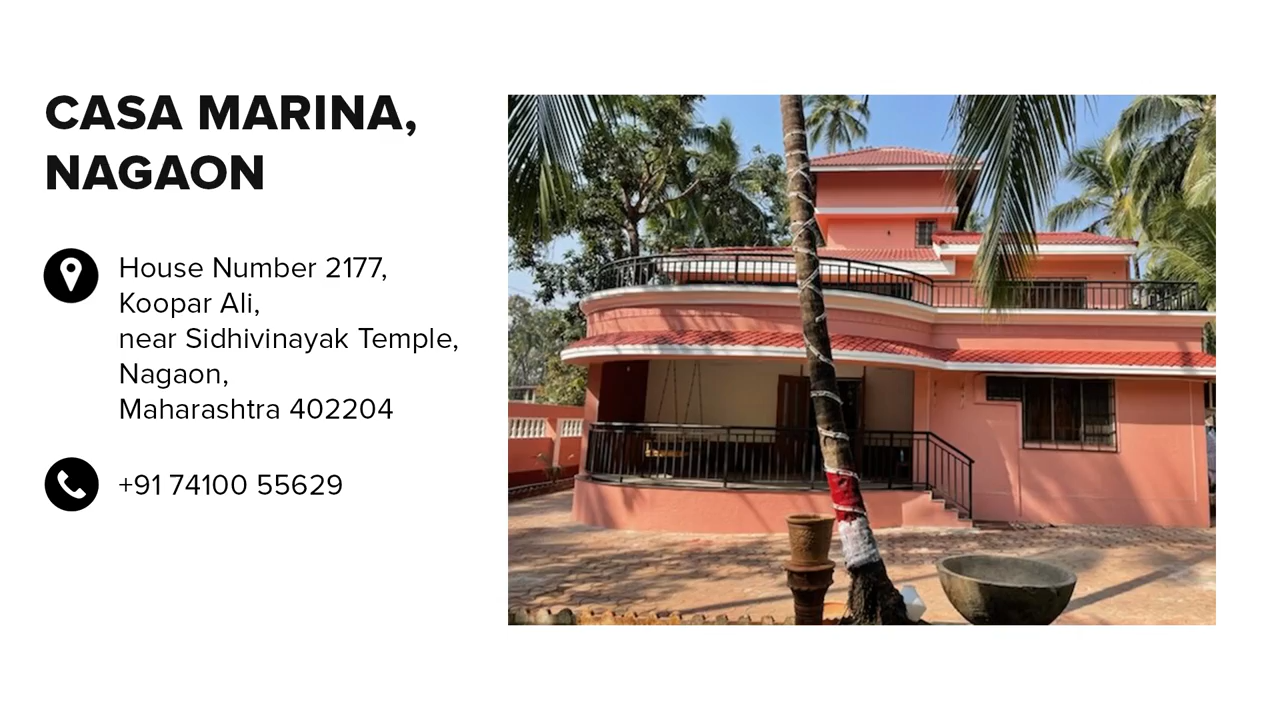 CASA MARINA,
NAGAON
House Number 2177,
Koopar Ali,
near Sidhivinayak Temple,
Nagaon,
Maharashtra 402204
+91 74100 55629